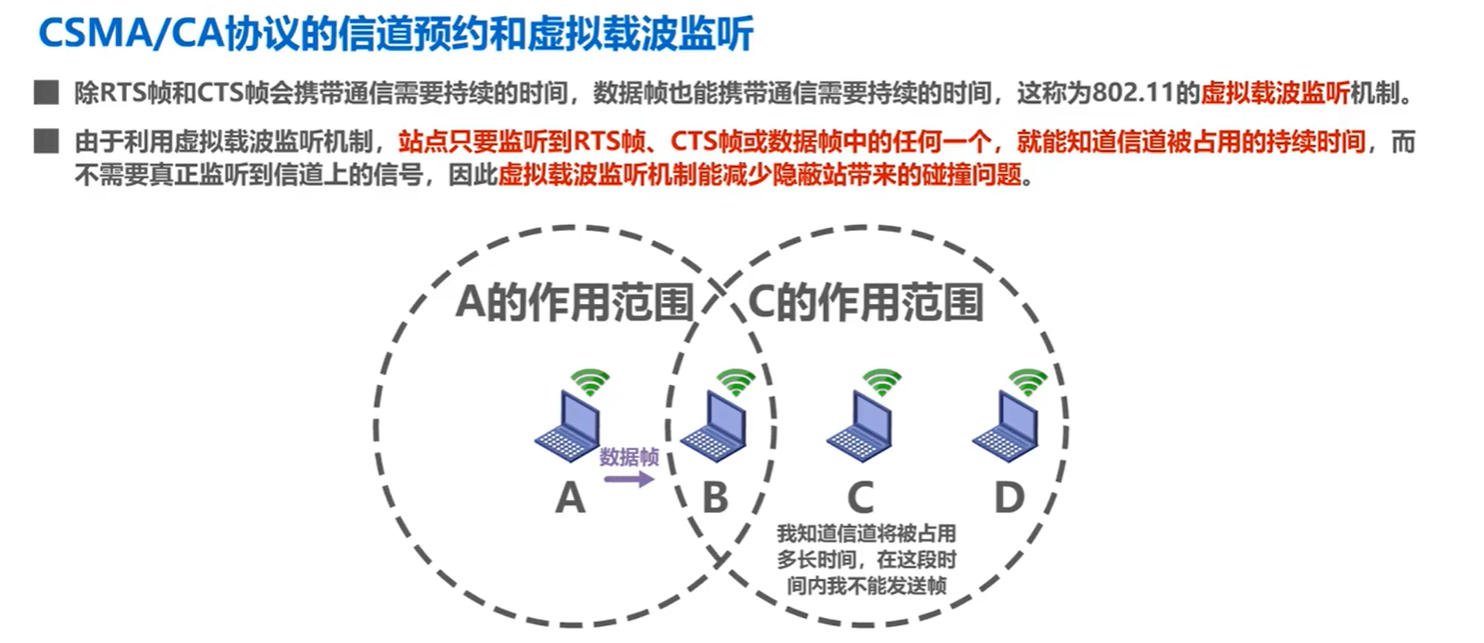 CSMA/CA协议的信道预约和虚拟载波监听
除RTS帧和CTS帧会携带通信需要持续的时间，数据帧也能携带通信需要持续的时间，这称为802.11的虚拟载波监听机制。
由于利用虚拟载波监听机制，站点只要监听到RTS帧、CTS帧或数据帧中的任何一个，就能知道信道被占用的持续时间，而
不需要真正监听到信道上的信号，因此虚拟载波监听机制能减少隐蔽站带来的碰撞问题。
A的作用范围
C的作用范围
数据帧
A
B
C
D
我知道信道将被占用
多长时间，在这段时
间内我不能发送帧